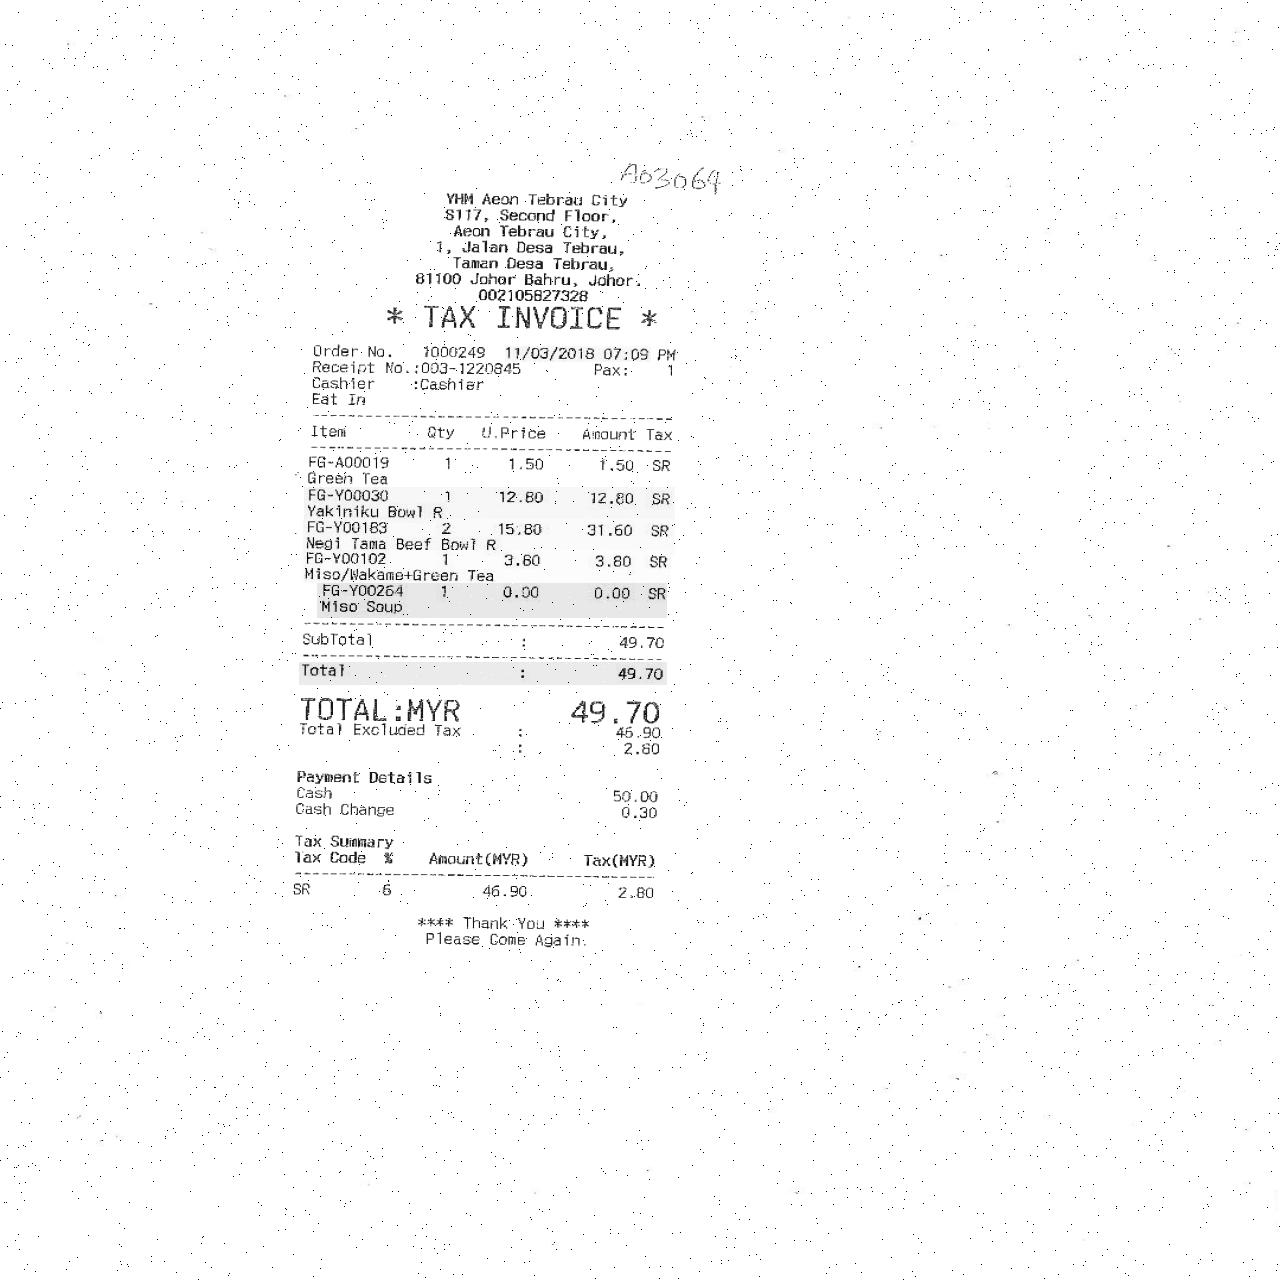 A03064
YHM Aeon Tebrau City
S117, Second Floor,
Aeon Tebrau City,
1, Jalan Desa Tebrau,
Taman Desa Tebrau,
81100 Johor Bahru, Johor.
002105827328
* TAX INVOICE *
Order No. 1000249 11/03/2018 07:09 PM
Receipt No.:003-1220845 Pax: 1
Cashier :Cashier
Eat In
Item Qty U.Price Amount Tax
FG-A00019 1 1.50 1.50 SR
Green Tea
FG-Y00030 1 12.80 12.80 SR
Yakiniku Bowl R
FG-Y00183 2 15.80 31.60 SR
Negi Tama Beef Bowl R
FG-Y00102 1 3.80 3.80 SR
Miso/Wakame+Green Tea
FG-Y00264 1 0.00 0.00 SR
Miso Soup
SubTotal : 49.70
Total : 49.70
TOTAL:MYR 49.70
Total Excluded Tax : 46.90
: 2.80
Payment Details
Cash 50.00
Cash Change 0.30
Tax Summary
Tax Code % Amount(MYR) Tax(MYR)
SR 6 46.90 2.80
**** Thank You ****
Please Come Again.